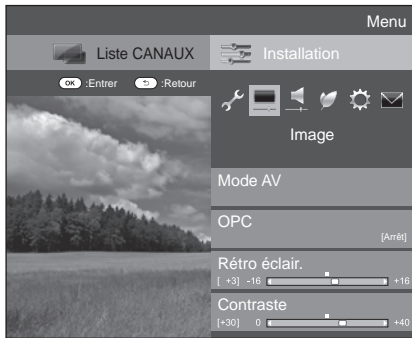 Menu
Liste CANAUX
Installation
OK :Entrer :Retour
Image
Mode AV
OPC
[Arrêt]
Rétro éclair.
[ +3] -16 +16
Contraste
[+30] 0 +40